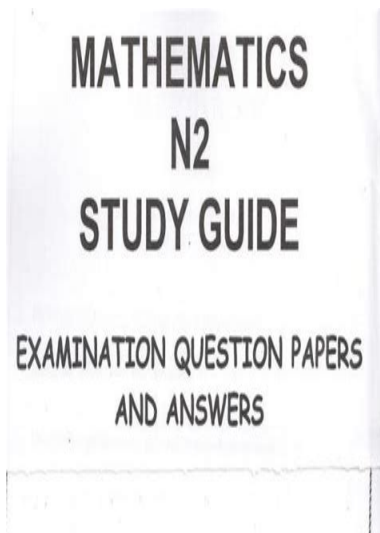 MATHEMATICS
N2
STUDY GUIDE
EXAMINATION QUESTION PAPERS
AND ANSWERS